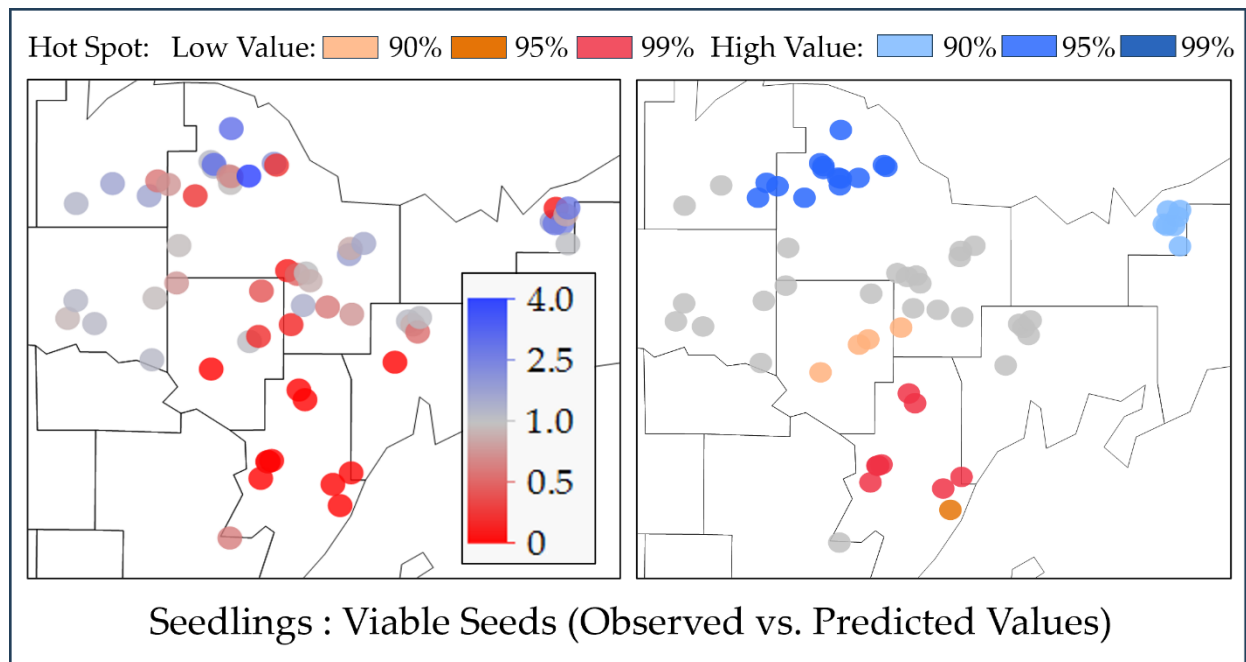 Hot Spot: Low Value: 90% 95% 99% High Value: 90% 95% 99%
4.0
2.5
1.0
0.5
0
Seedlings : Viable Seeds (Observed vs. Predicted Values)